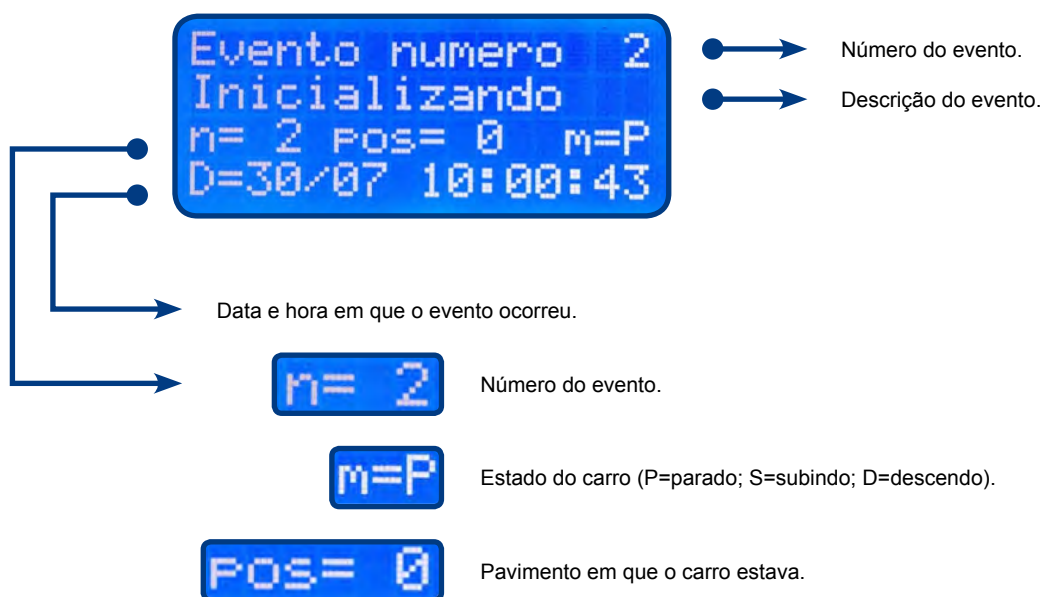 Evento numero 2
Inicializando
n= 2 pos= 0 m=P
D=30/07 10:00:43
Número do evento.
Descrição do evento.
Data e hora em que o evento ocorreu.
n= 2
Número do evento.
m=P
Estado do carro (P=parado; S=subindo; D=descendo).
pos= 0
Pavimento em que o carro estava.